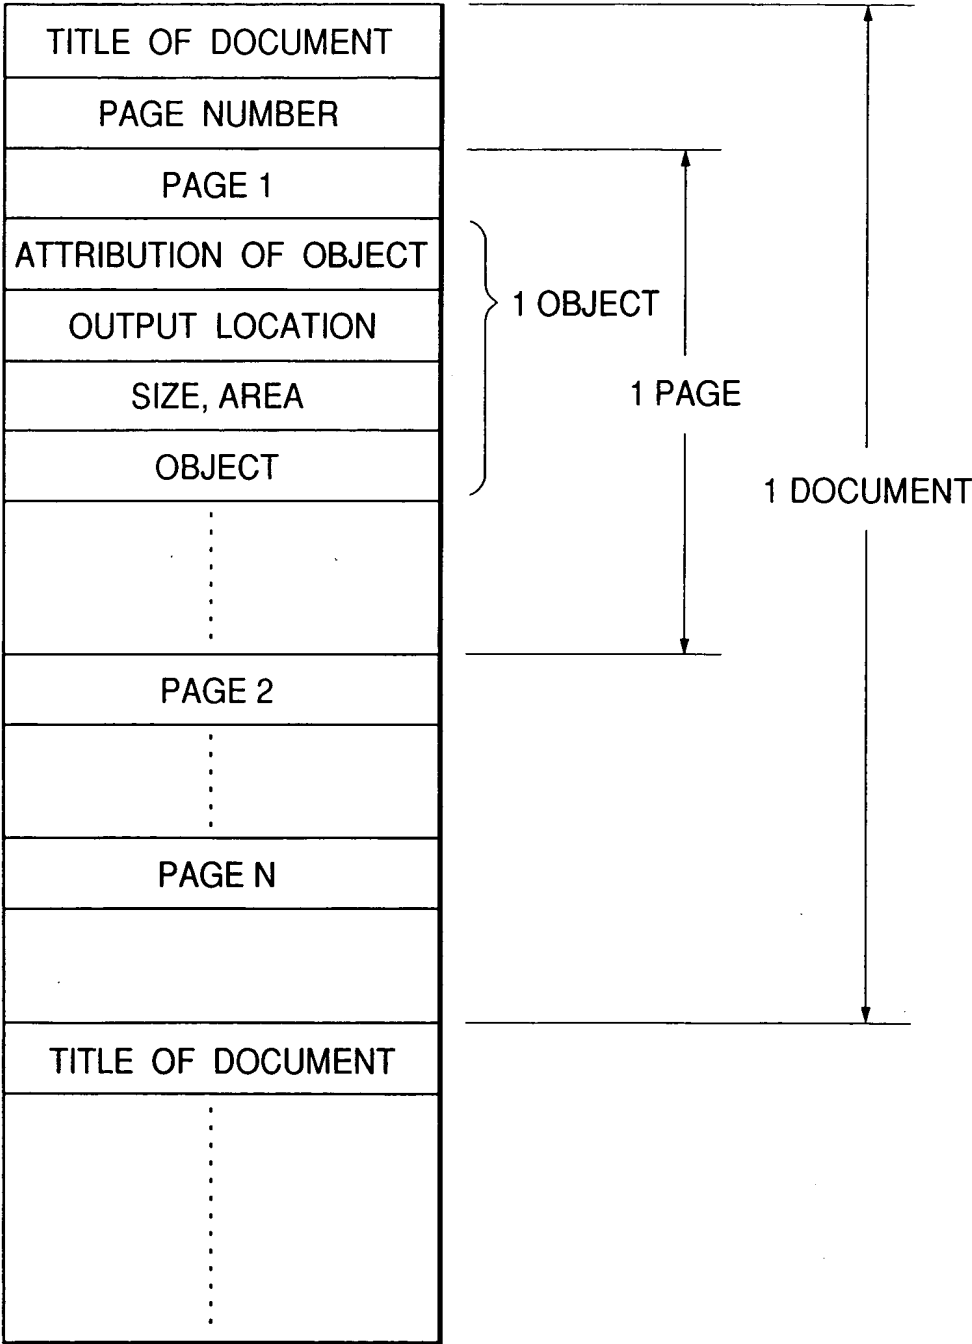 TITLE OF DOCUMENT
PAGE NUMBER
PAGE 1
ATTRIBUTION OF OBJECT
OUTPUT LOCATION
SIZE, AREA
OBJECT
1 OBJECT
1 PAGE
1 DOCUMENT
PAGE 2
PAGE N
TITLE OF DOCUMENT